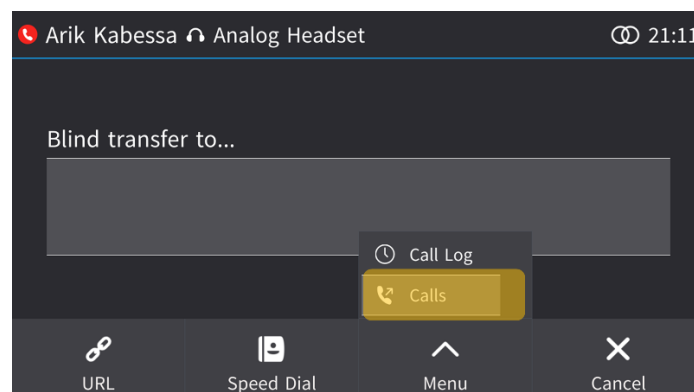 Arik Kabessa Analog Headset 21:11
Blind transfer to...
Call Log
Calls
URL Speed Dial Menu Cancel